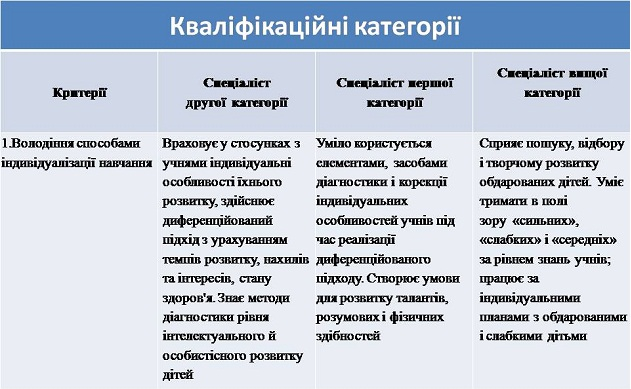 Кваліфікаційні категорії
Критерії
Спеціаліст
другої категорії
Спеціаліст першої
категорії
Спеціаліст вищої
категорії
1.Володіння способами
індивідуалізації навчання
Враховує у стосунках з
учнями індивідуальні
особливості їхнього
розвитку, здійснює
диференційований
підхід з урахуванням
темпів розвитку, нахилів
та інтересів, стану
здоров'я. Знає методи
діагностики рівня
інтелектуального й
особистісного розвитку
дітей
Уміло користується
елементами, засобами
діагностики і корекції
індивідуальних
особливостей учнів під
час реалізації
диференційованого
підходу. Створює умови
для розвитку талантів,
розумових і фізичних
здібностей
Сприяє пошуку, відбору
і творчому розвитку
обдарованих дітей. Уміє
тримати в полі
зору «сильних»,
«слабких» і «середніх»
за рівнем знань учнів;
працює за
індивідуальними
планами з обдарованими
і слабкими дітьми